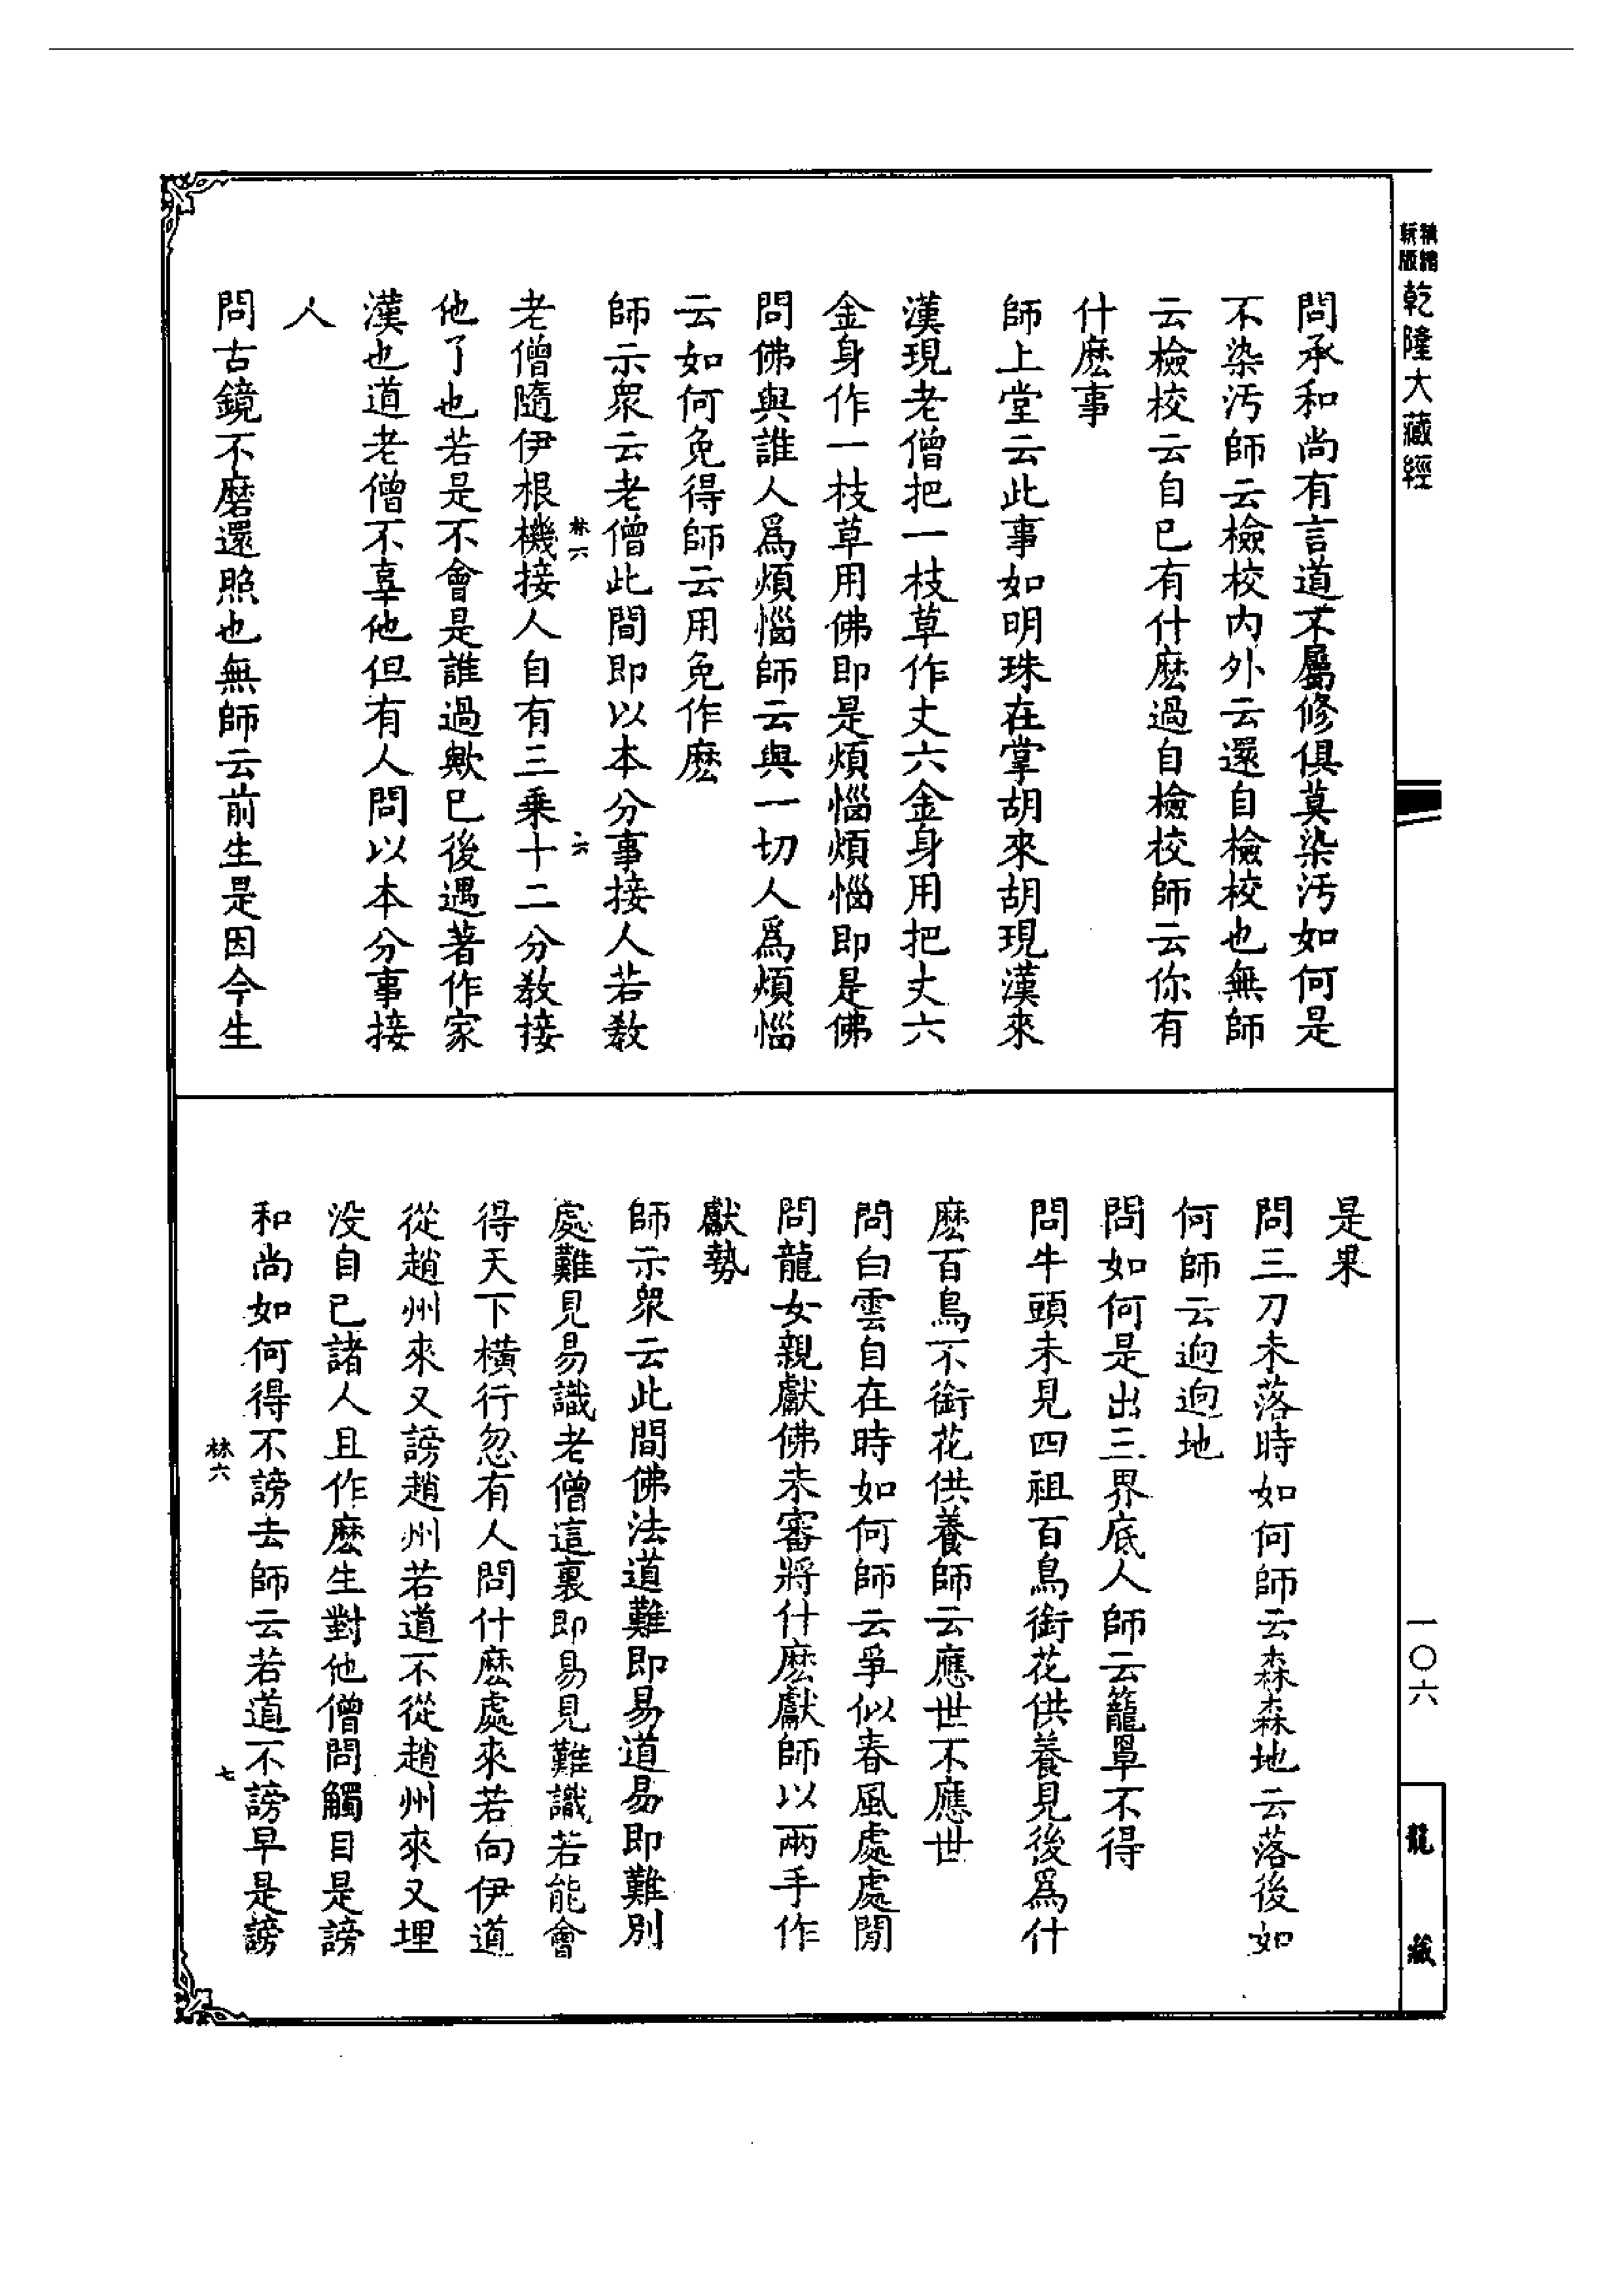 精縮
新版
乾隆大藏經
一〇六
龍藏
問承和尚有言道不屬修俱莫染汚如何是
不染汚師云檢校內外云還自檢校也無師
云檢校云自已有什麽過自檢校師云你有
什麽事
師上堂云此事如明珠在掌胡來胡現漢來
漢現老僧把一枝草作丈六金身用把丈六
金身作一枝草用佛即是煩惱煩惱即是佛
問佛與誰人爲煩惱師云與一切人爲煩惱
云如何免得師云用免作麽
師示衆云老僧此間即以本分事接人若教
林六
六
老僧隨伊根機接人自有三乗十二分教接
他了也若是不會是誰過歟已後遇著作家
漢也道老僧不辜他但有人問以本分事接
人
問古鏡不磨還照也無師云前生是因今生
是果
問三刀未落時如何師云森森地云落後如
何師云逈逈地
問如何是出三界底人師云籠罩不得
問牛頭未見四祖百鳥銜花供養見後爲什
麽百鳥不銜花供養師云應世不應世
問白雲自在時如何師云爭似春風處處閒
問龍女親獻佛未審將什麽獻師以兩手作
獻勢
師示衆云此間佛法道難即易道易即難別
處難見易識老僧這裏即易見難識若能會
得天下橫行忽有人問什麽處來若向伊道
從趙州來又謗趙州若道不從趙州來又埋
没自已諸人且作麽生對他僧問觸目是謗
和尚如何得不謗去師云若道不謗早是謗
林六
七